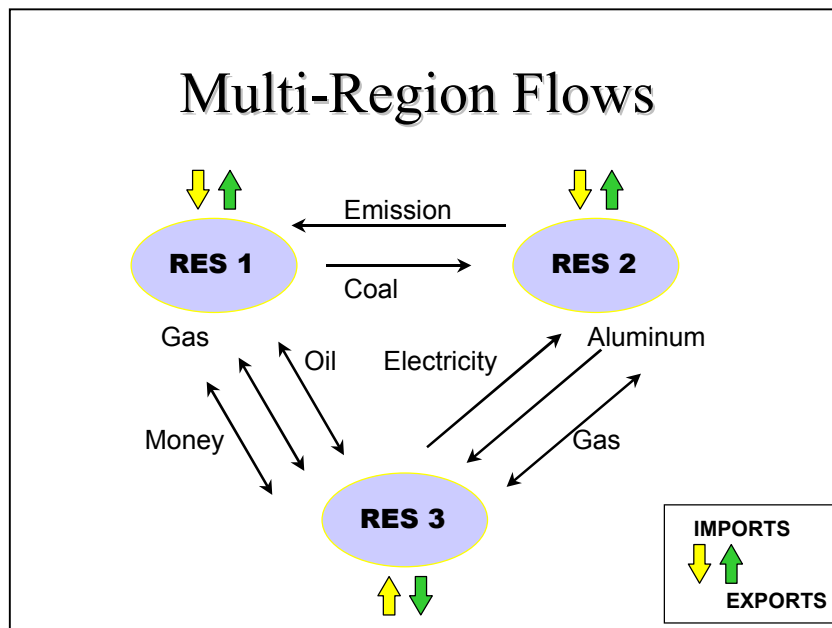 Multi-Region Flows
Emission
RES 1
RES 2
Coal
Gas
Oil
Electricity
Aluminum
Money
Gas
RES 3
IMPORTS
EXPORTS